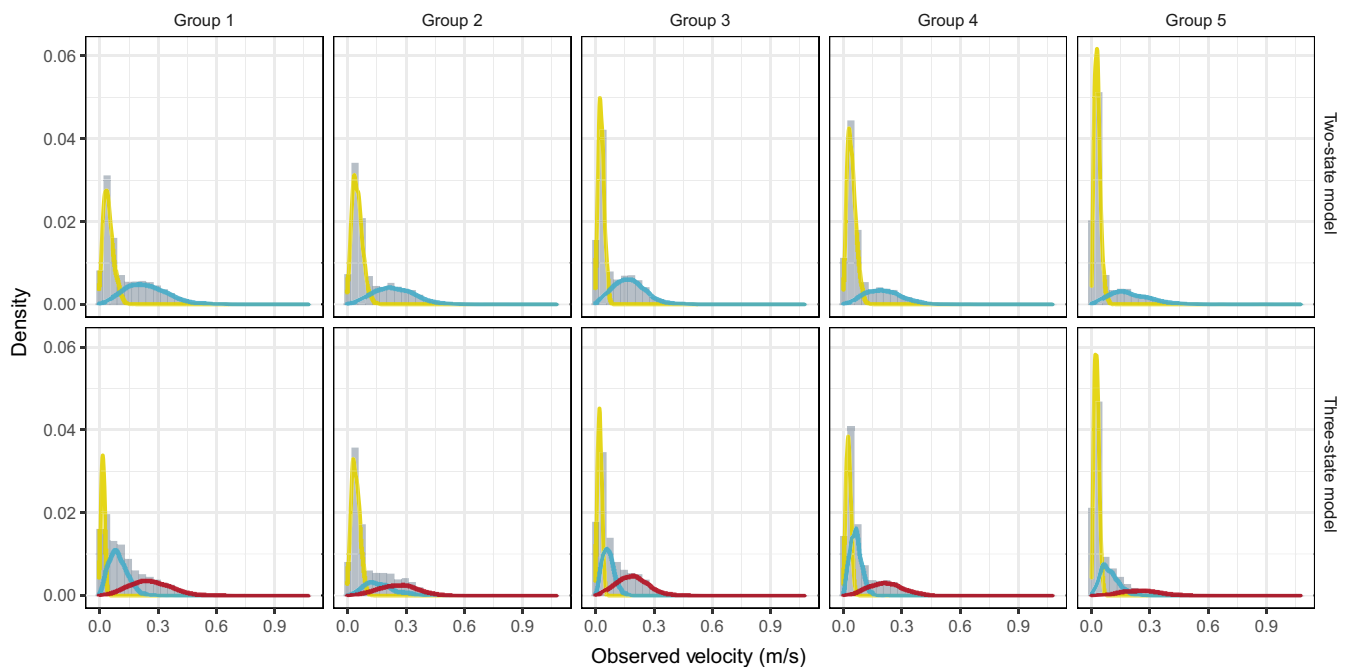 Group 1 Group 2 Group 3 Group 4 Group 5
0.06
0.04
0.02
0.00
Two-state model
Density
0.06
0.04
0.02
0.00
Three-state model
0.0 0.3 0.6 0.9 0.0 0.3 0.6 0.9 0.0 0.3 0.6 0.9 0.0 0.3 0.6 0.9 0.0 0.3 0.6 0.9
Observed velocity (m/s)